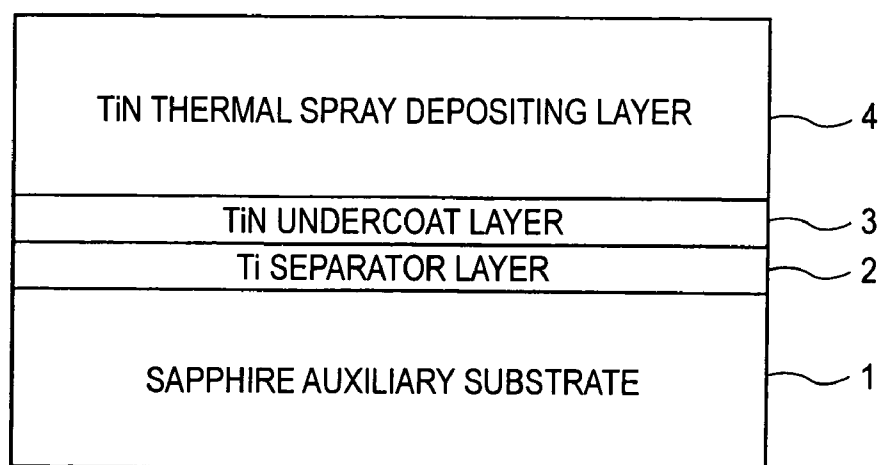 TiN THERMAL SPRAY DEPOSITING LAYER 4
TiN UNDERCOAT LAYER 3
Ti SEPARATOR LAYER 2
SAPPHIRE AUXILIARY SUBSTRATE 1